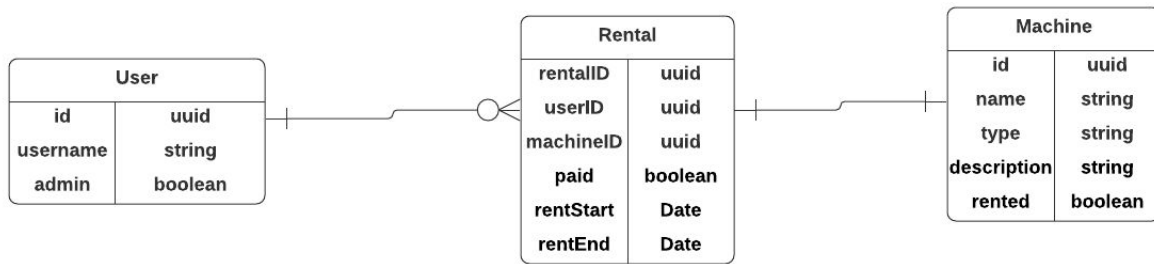 User
id uuid
username string
admin boolean
Rental
rentalID uuid
userID uuid
machineID uuid
paid boolean
rentStart Date
rentEnd Date
Machine
id uuid
name string
type string
description string
rented boolean